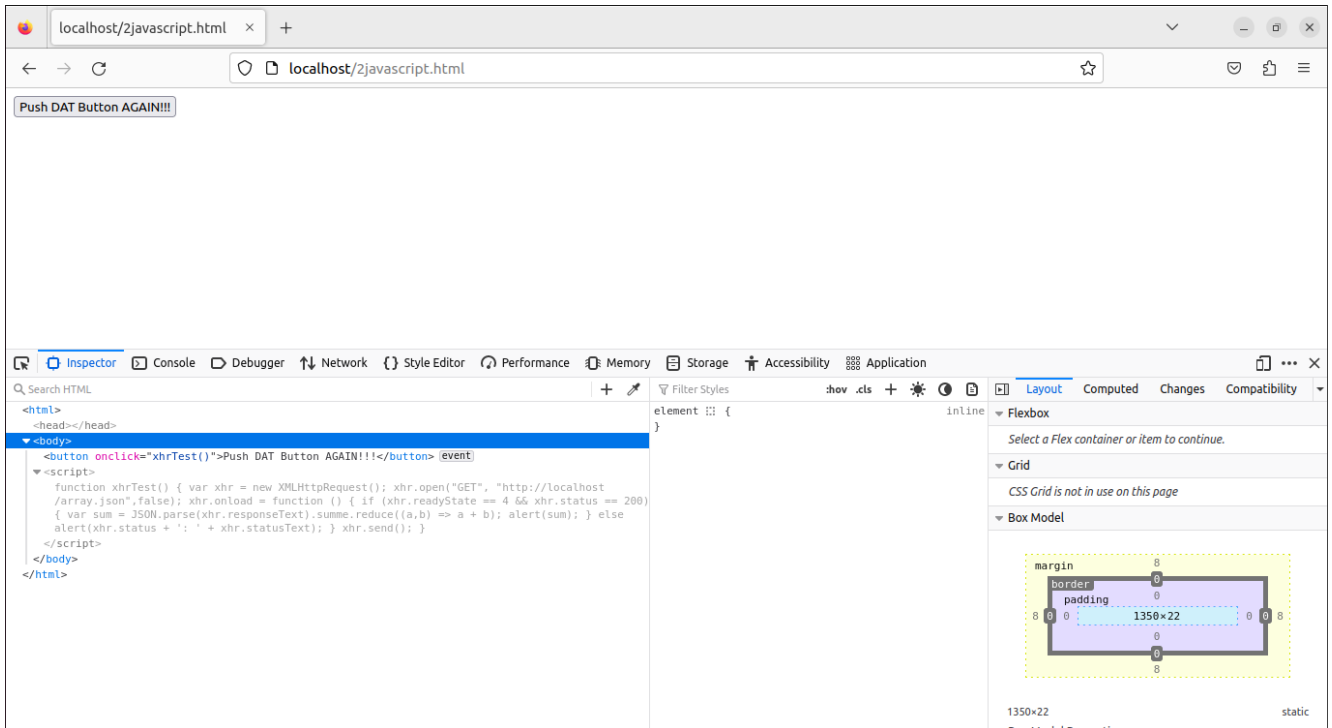 localhost/2javascript.html
localhost/2javascript.html
Push DAT Button AGAIN!!!
Inspector Console Debugger Network Style Editor Performance Memory Storage Accessibility Application
Search HTML
<html>
<head></head>
<body>
<button onclick="xhrTest()">Push DAT Button AGAIN!!!</button> event
<script>
function xhrTest() { var xhr = new XMLHttpRequest(); xhr.open("GET", "http://localhost
/array.json",false); xhr.onload = function () { if (xhr.readyState == 4 && xhr.status == 200)
{ var sum = JSON.parse(xhr.responseText).summe.reduce((a,b) => a + b); alert(sum); } else
alert(xhr.status + ': ' + xhr.statusText); } xhr.send(); }
</script>
</body>
</html>
Filter Styles :hov .cls
element { inline
}
Layout Computed Changes Compatibility
Flexbox
Select a Flex container or item to continue.
Grid
CSS Grid is not in use on this page
Box Model
margin 8
border 0
padding 0
8 0 0 1350×22 0 0 8
0
0
8
1350×22 static